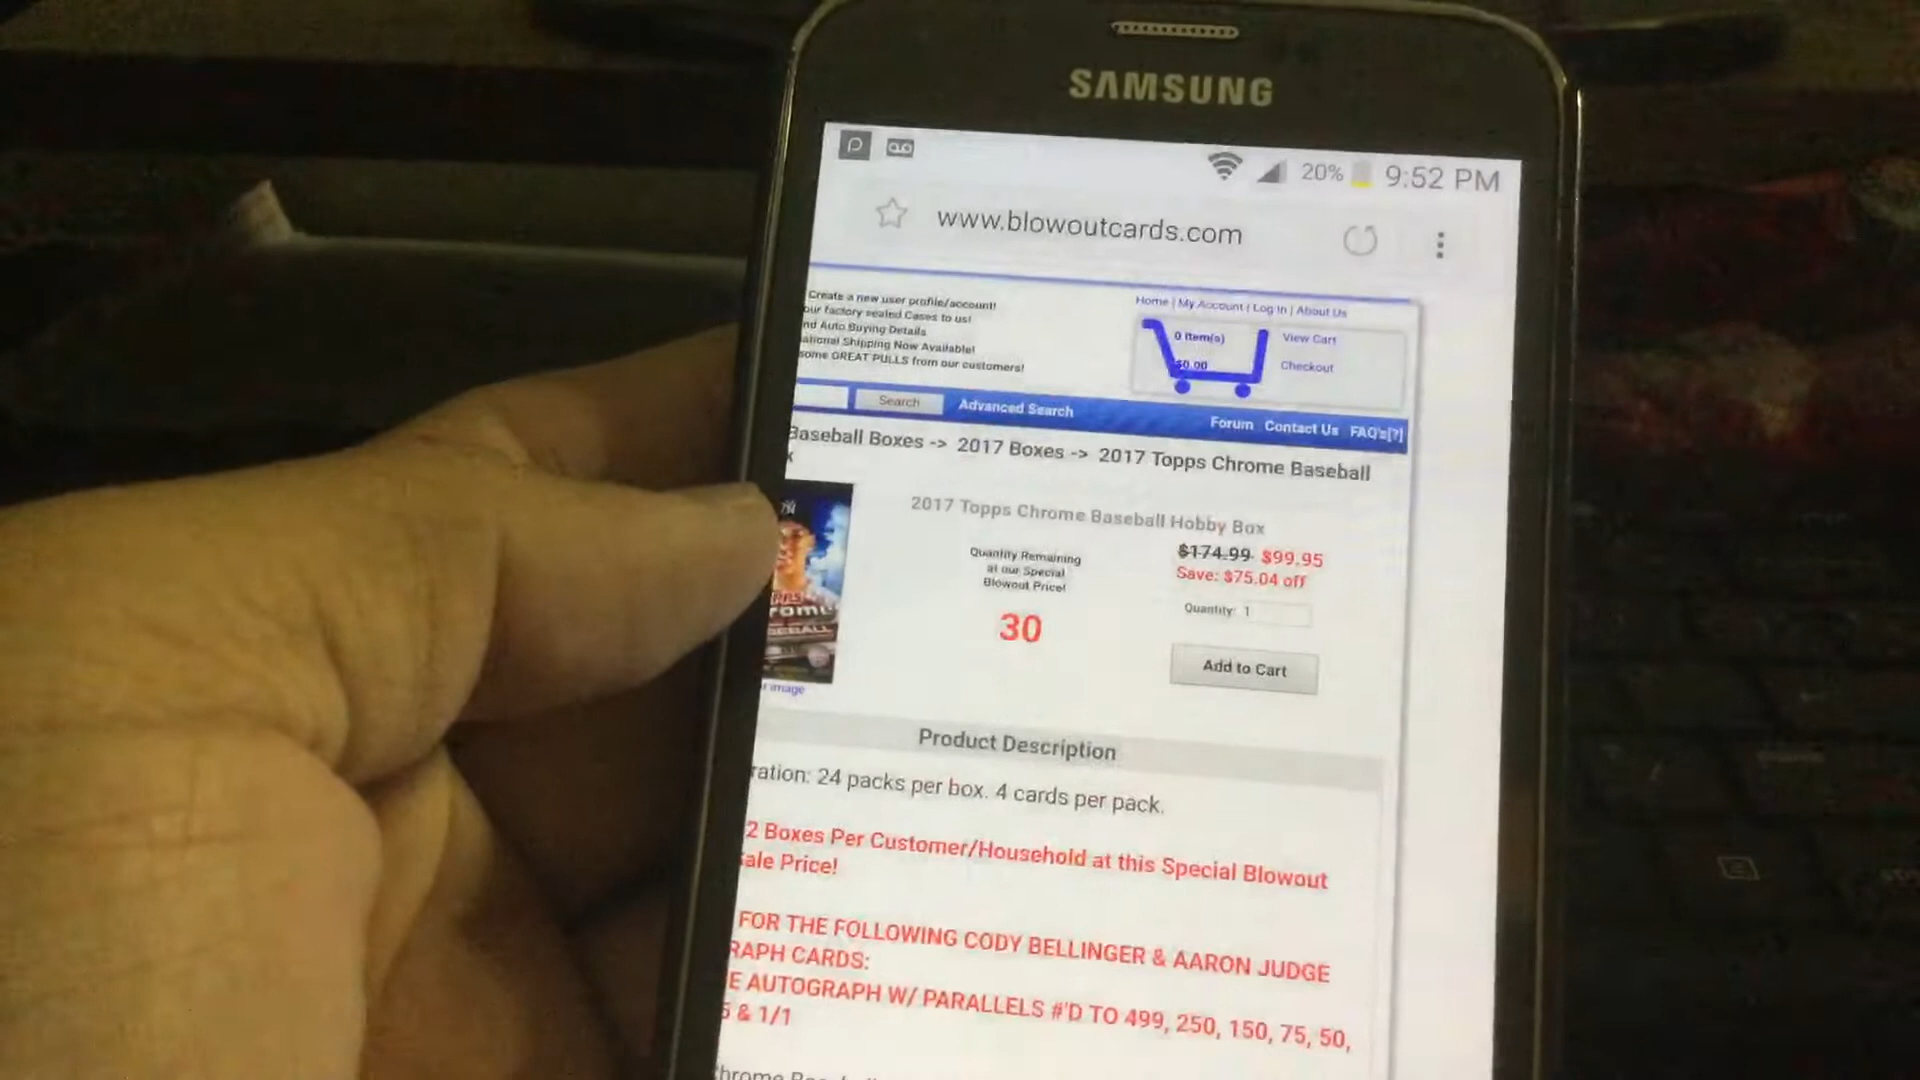 SAMSUNG
20% 9:52 PM
www.blowoutcards.com
Create a new user profile/account!
our factory sealed Cases to us!
nd Auto Buying Details
ational Shipping Now Available!
some GREAT PULLS from our customers!
Home | My Account | Log In | About Us
0 item(s)
View Cart
$0.00
Checkout
Search
Advanced Search
Forum Contact Us FAQ's[?]
Baseball Boxes -> 2017 Boxes -> 2017 Topps Chrome Baseball
x
2017 Topps Chrome Baseball Hobby Box
Quantity Remaining
at our Special
Blowout Price!
30
$174.99 $99.95
Save: $75.04 off
Quantity: 1
Add to Cart
image
Product Description
ration: 24 packs per box. 4 cards per pack.
2 Boxes Per Customer/Household at this Special Blowout
ale Price!
FOR THE FOLLOWING CODY BELLINGER & AARON JUDGE
RAPH CARDS:
E AUTOGRAPH W/ PARALLELS #'D TO 499, 250, 150, 75, 50,
5 & 1/1